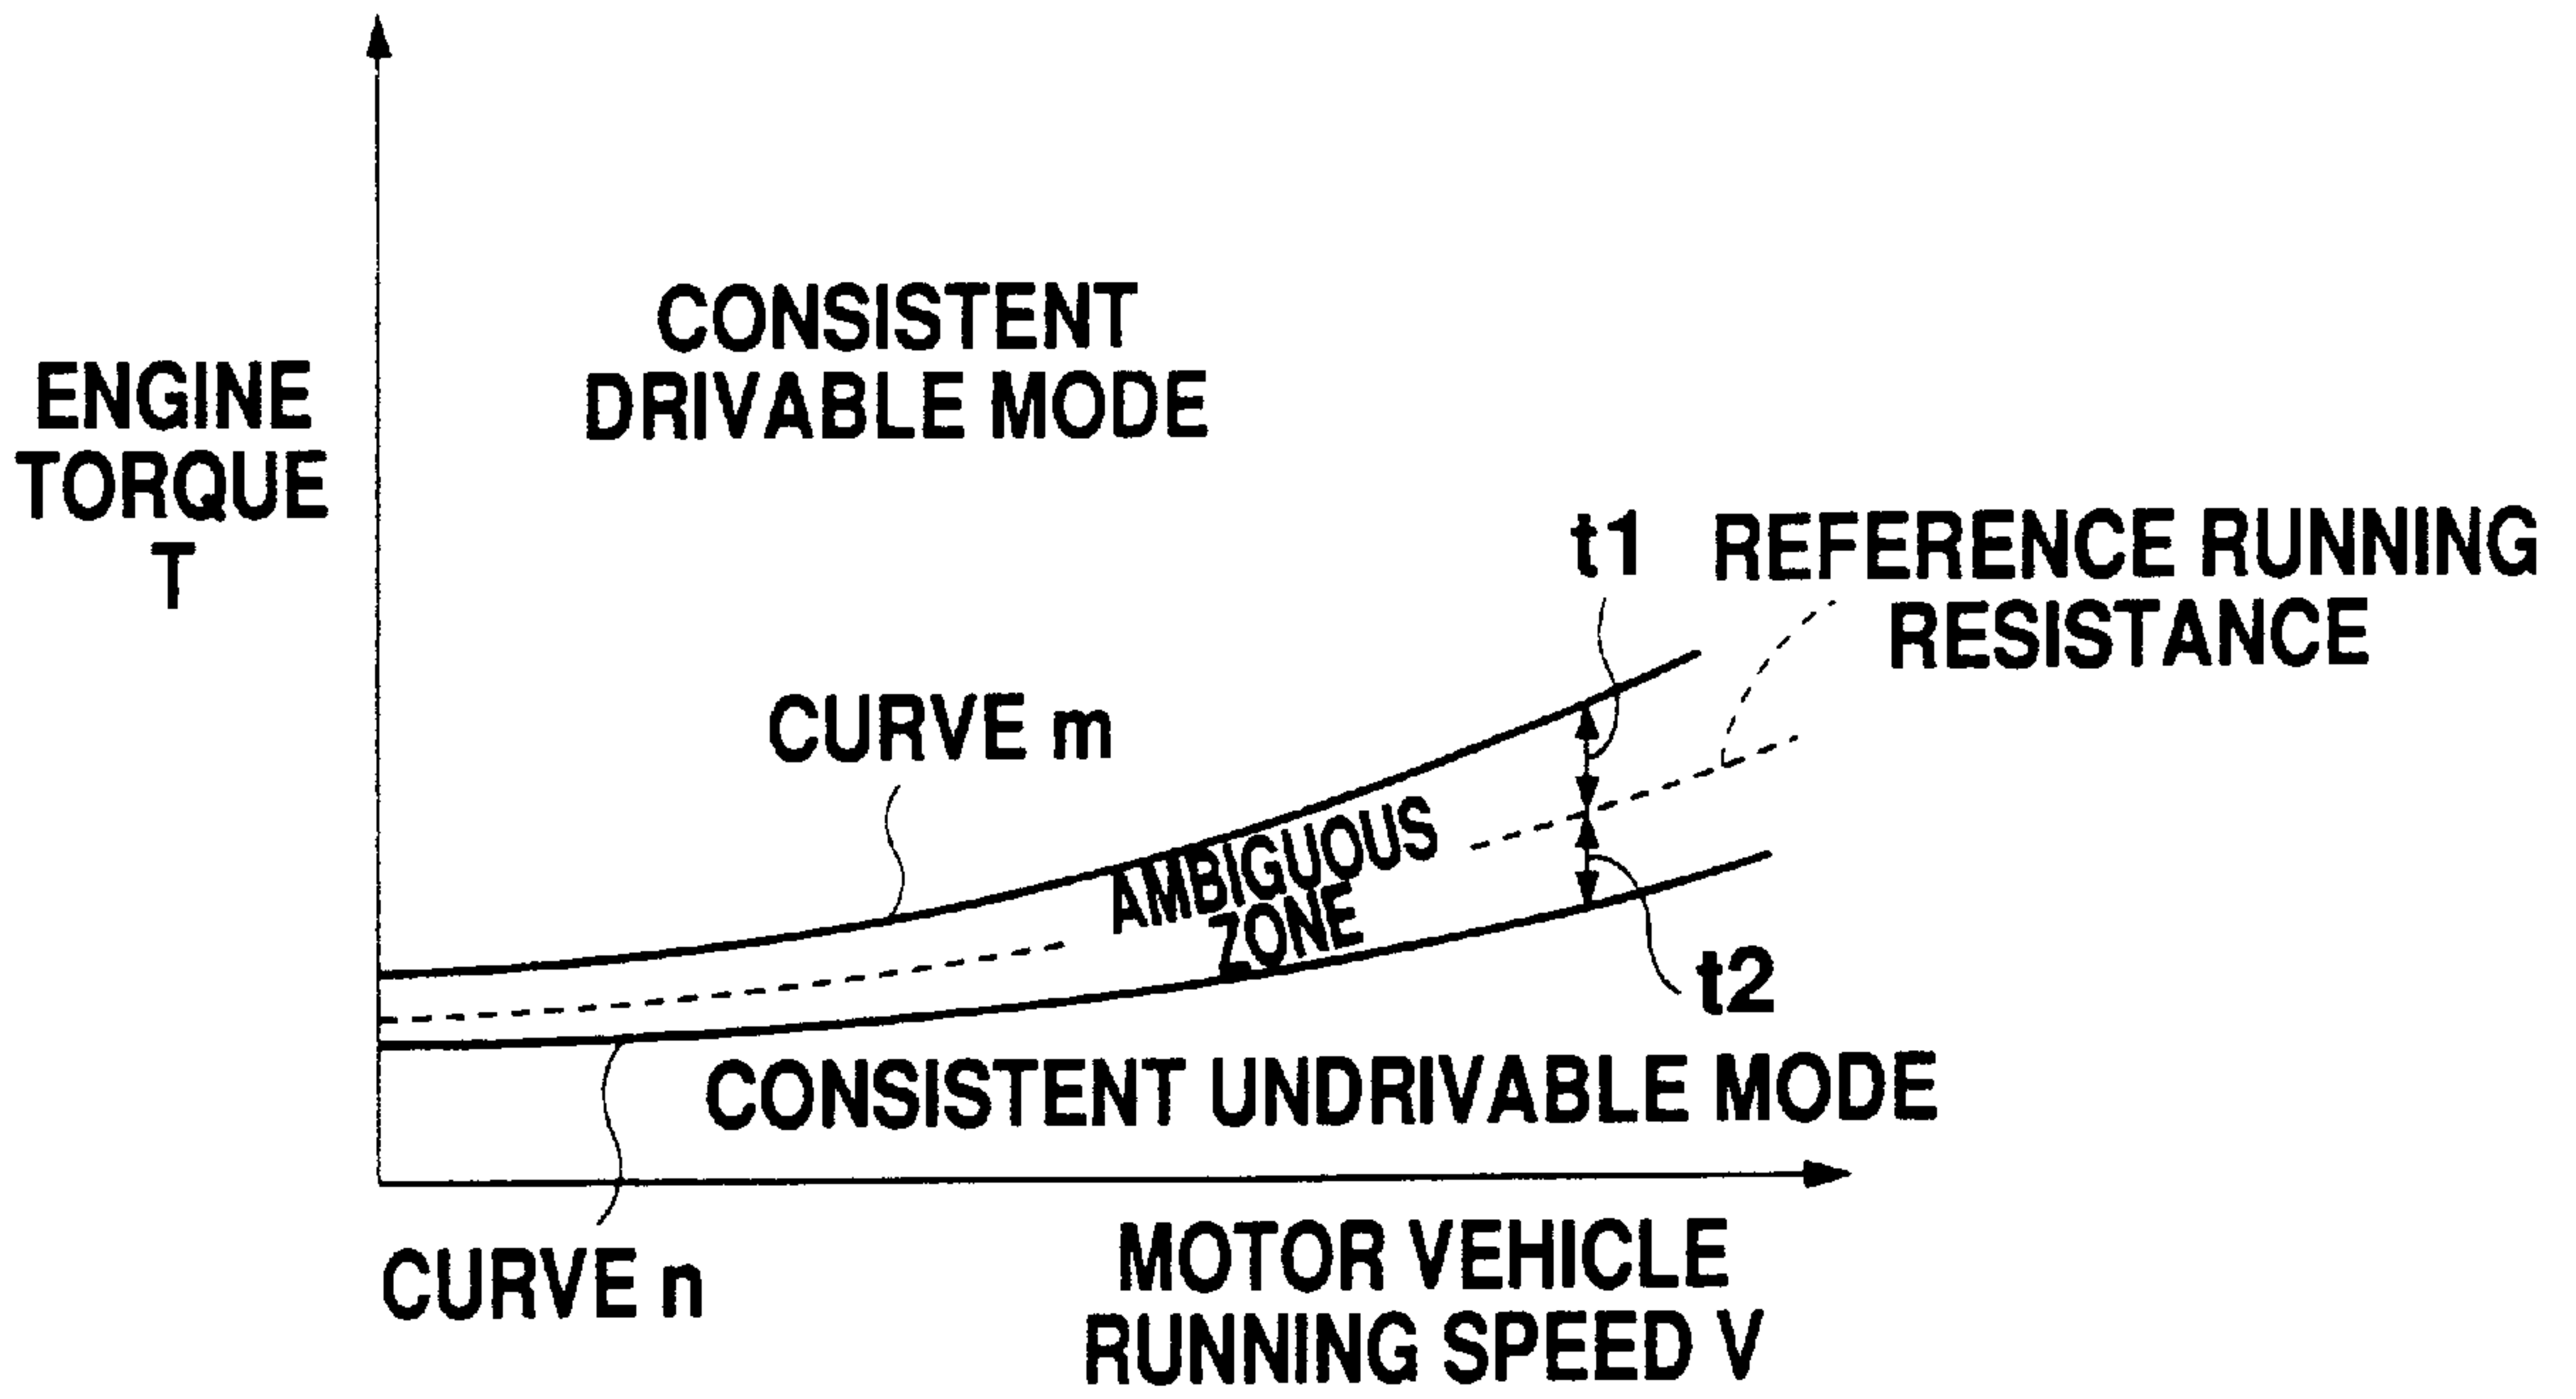 CONSISTENT
DRIVABLE MODE
ENGINE
TORQUE
T
t1
REFERENCE RUNNING
RESISTANCE
CURVE m
AMBIGUOUS
ZONE
t2
CONSISTENT UNDRIVABLE MODE
CURVE n
MOTOR VEHICLE
RUNNING SPEED V